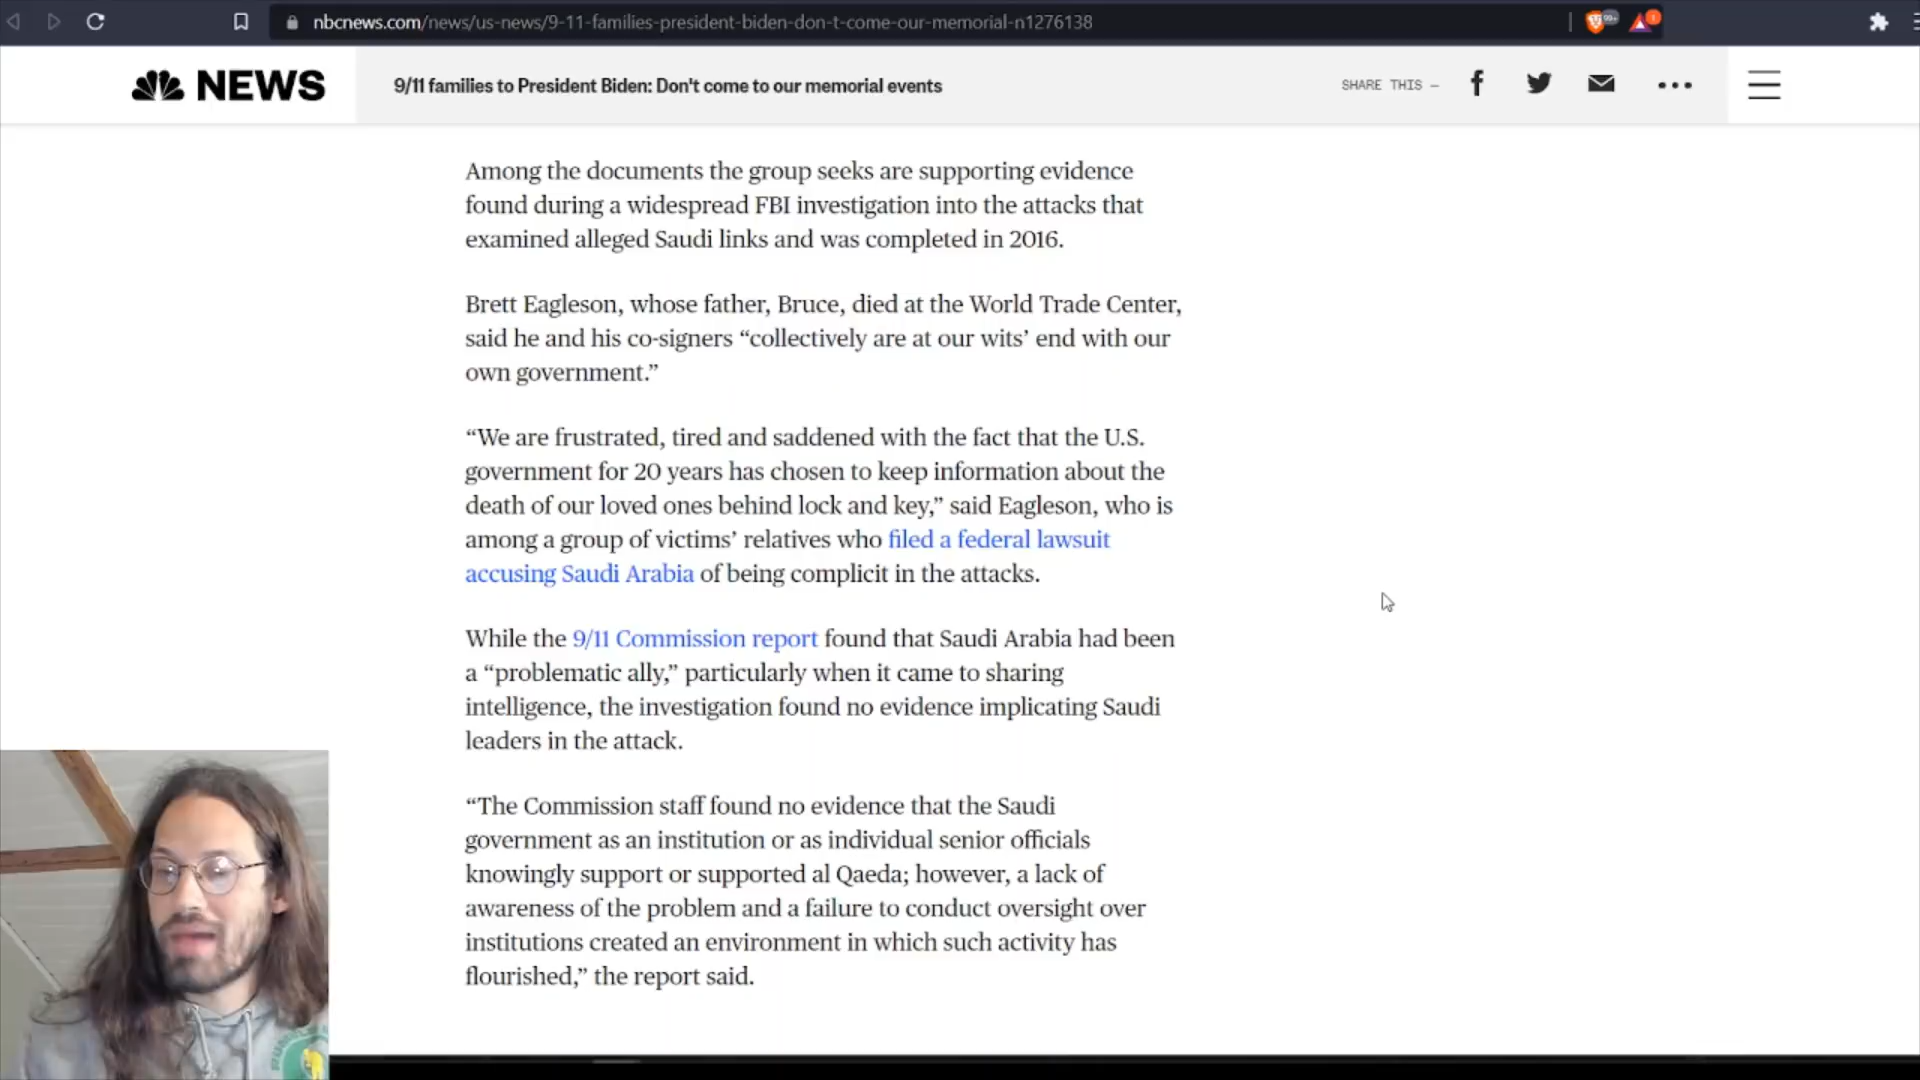 nbcnews.com/news/us-news/9-11-families-president-biden-don-t-come-our-memorial-n1276138
NEWS
9/11 families to President Biden: Don't come to our memorial events
SHARE THIS –
Among the documents the group seeks are supporting evidence
found during a widespread FBI investigation into the attacks that
examined alleged Saudi links and was completed in 2016.
Brett Eagleson, whose father, Bruce, died at the World Trade Center,
said he and his co-signers “collectively are at our wits’ end with our
own government.”
“We are frustrated, tired and saddened with the fact that the U.S.
government for 20 years has chosen to keep information about the
death of our loved ones behind lock and key,” said Eagleson, who is
among a group of victims’ relatives who filed a federal lawsuit
accusing Saudi Arabia of being complicit in the attacks.
While the 9/11 Commission report found that Saudi Arabia had been
a “problematic ally,” particularly when it came to sharing
intelligence, the investigation found no evidence implicating Saudi
leaders in the attack.
“The Commission staff found no evidence that the Saudi
government as an institution or as individual senior officials
knowingly support or supported al Qaeda; however, a lack of
awareness of the problem and a failure to conduct oversight over
institutions created an environment in which such activity has
flourished,” the report said.